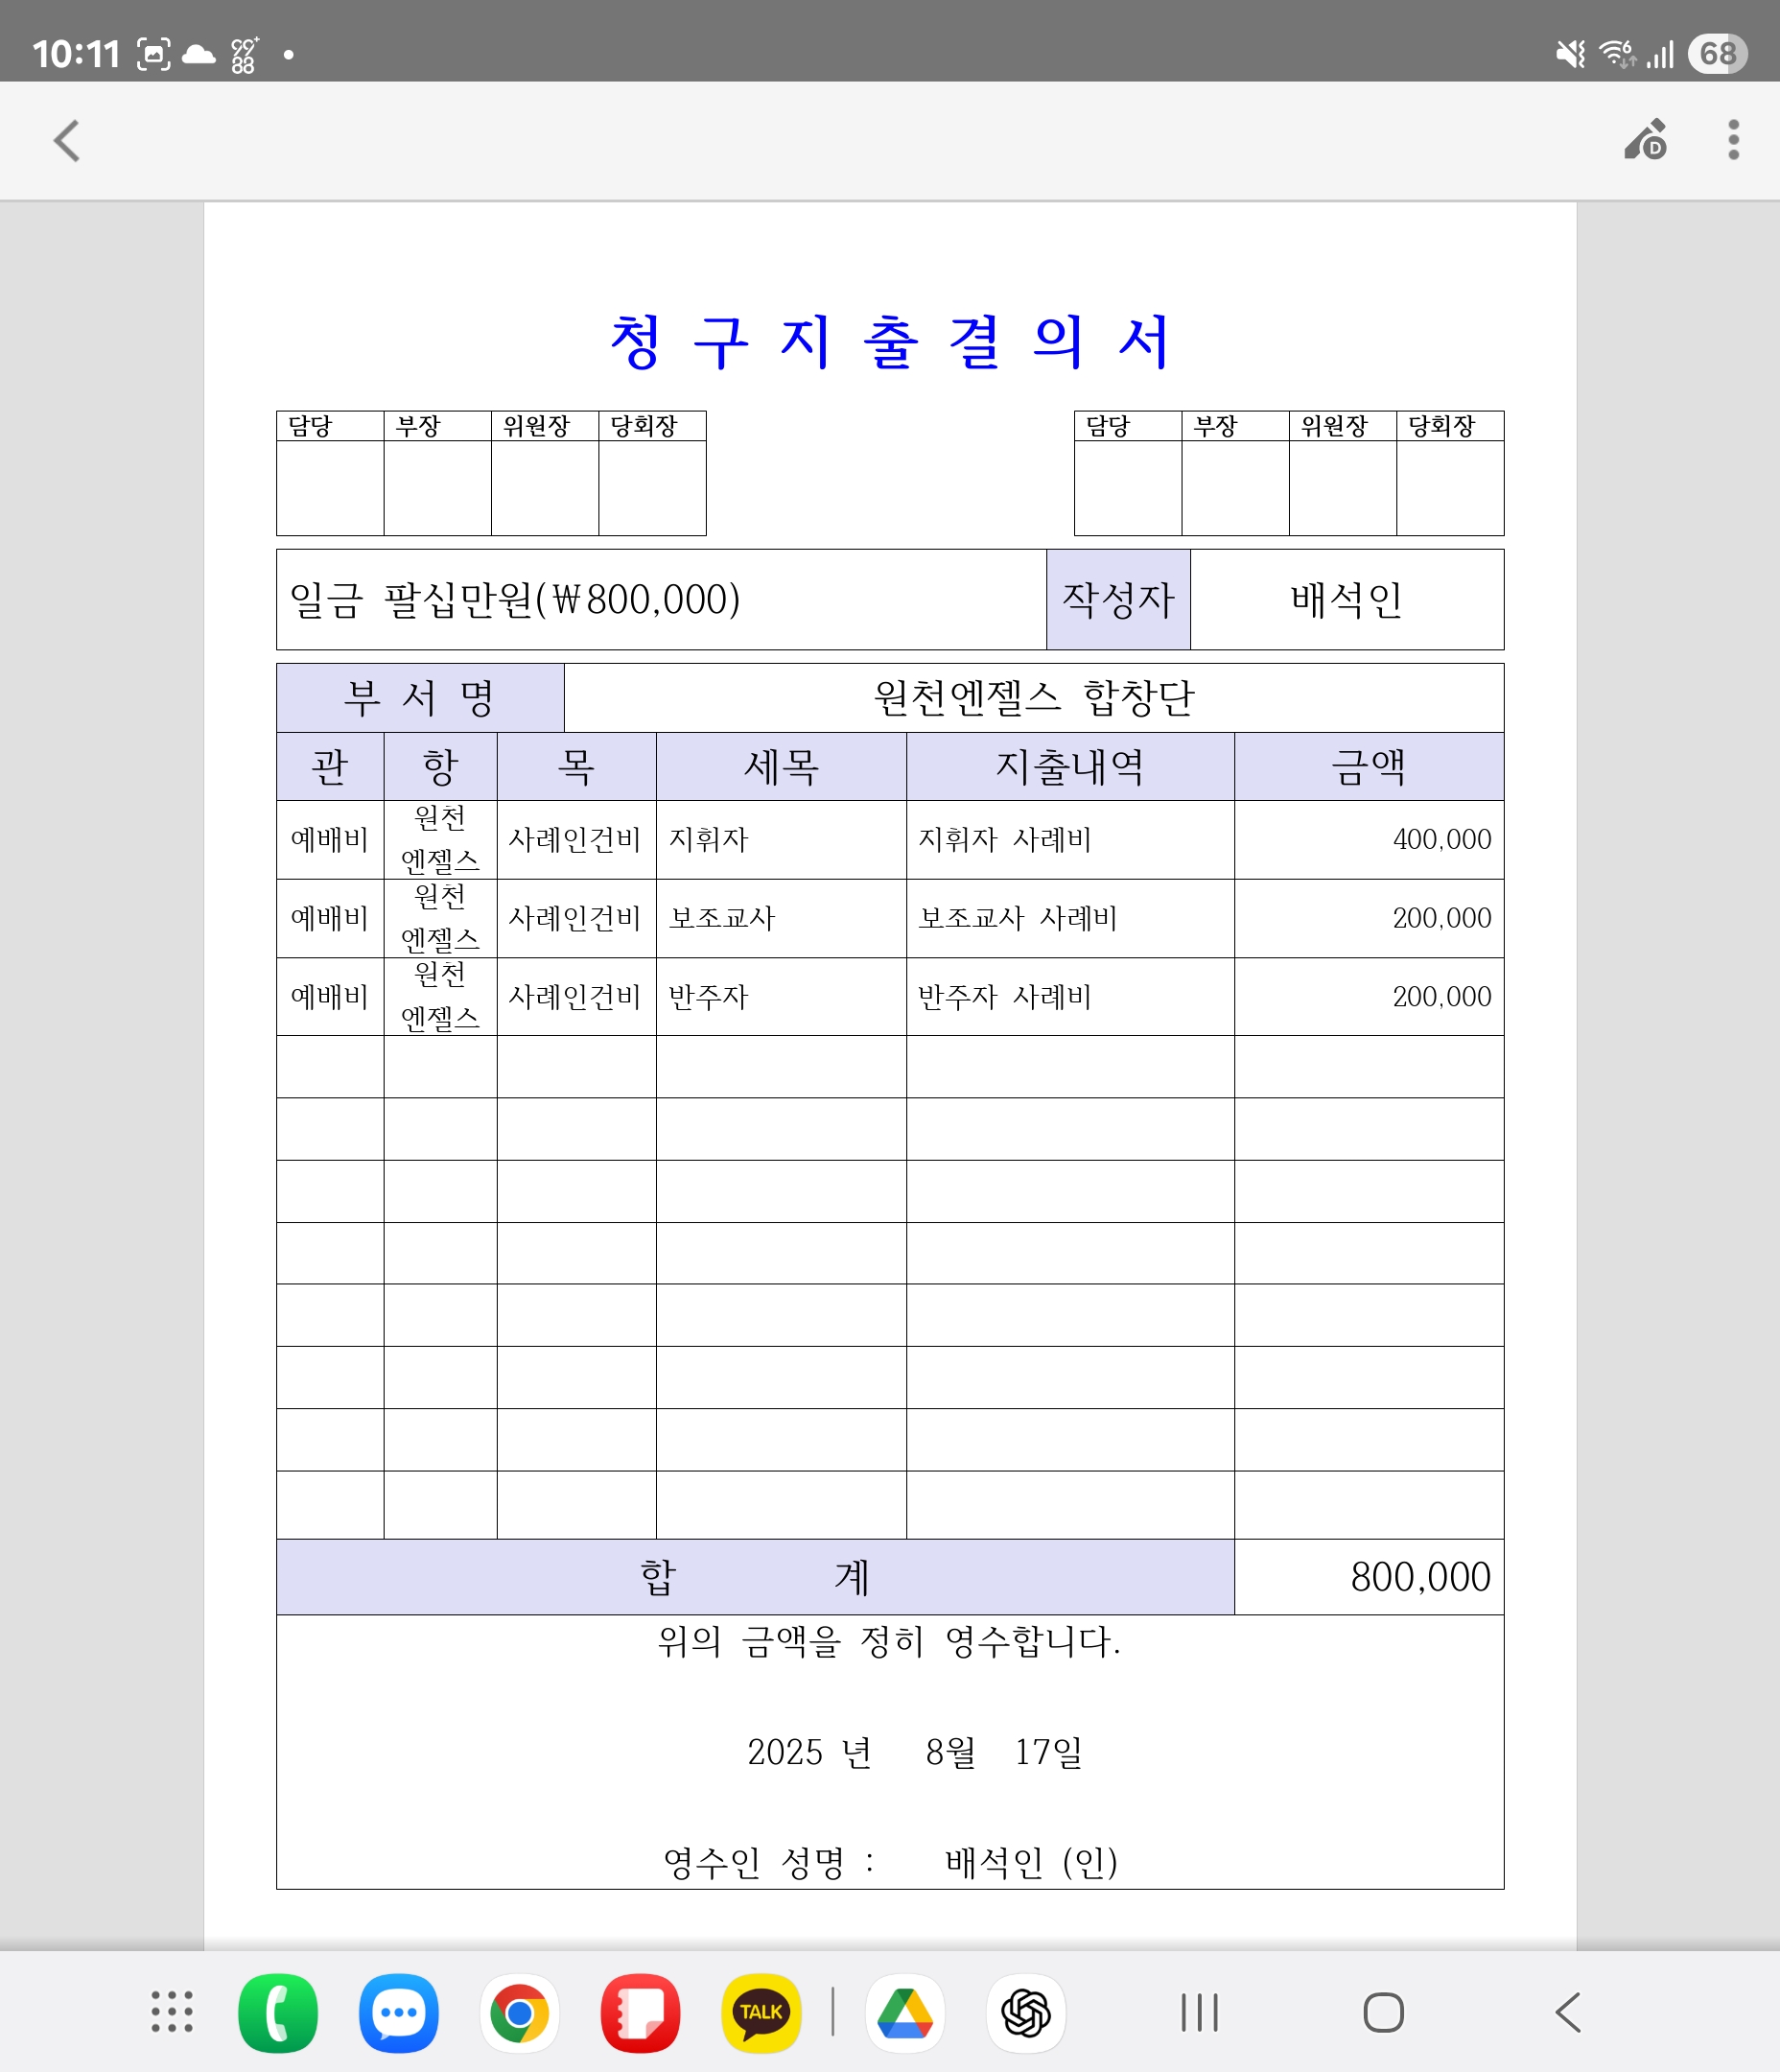 10:11
68
청구지출결의서
담당 부장 위원장 당회장 담당 부장 위원장 당회장
일금 팔십만원(₩800,000) 작성자 배석인
부 서 명 원천엔젤스 합창단
관 항 목 세목 지출내역 금액
예배비 원천 엔젤스 사례인건비 지휘자 지휘자 사례비 400,000
예배비 원천 엔젤스 사례인건비 보조교사 보조교사 사례비 200,000
예배비 원천 엔젤스 사례인건비 반주자 반주자 사례비 200,000
합 계 800,000
위의 금액을 정히 영수합니다.
2025 년 8월 17일
영수인 성명 : 배석인 (인)
TALK